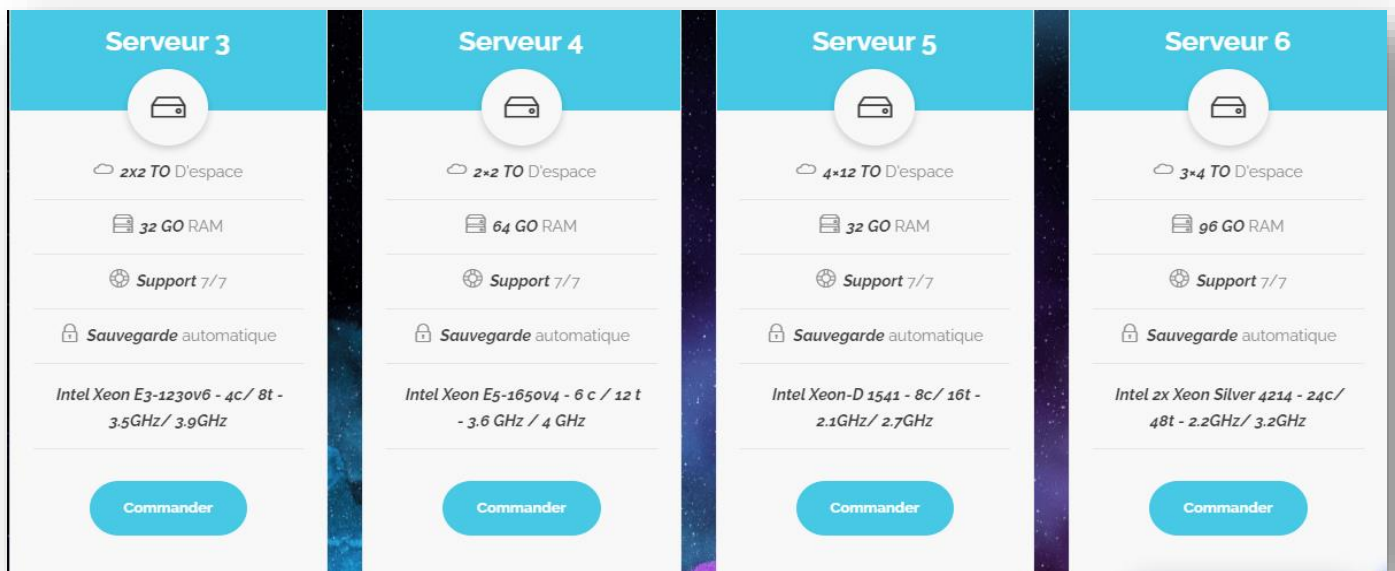 Serveur 3
2x2 TO D'espace
32 GO RAM
Support 7/7
Sauvegarde automatique
Intel Xeon E3-1230v6 - 4c/ 8t -
3.5GHz/ 3.9GHz
Commander
Serveur 4
2×2 TO D'espace
64 GO RAM
Support 7/7
Sauvegarde automatique
Intel Xeon E5-1650v4 - 6 c / 12 t
- 3.6 GHz / 4 GHz
Commander
Serveur 5
4×12 TO D'espace
32 GO RAM
Support 7/7
Sauvegarde automatique
Intel Xeon-D 1541 - 8c/ 16t -
2.1GHz/ 2.7GHz
Commander
Serveur 6
3×4 TO D'espace
96 GO RAM
Support 7/7
Sauvegarde automatique
Intel 2x Xeon Silver 4214 - 24c/
48t - 2.2GHz/ 3.2GHz
Commander